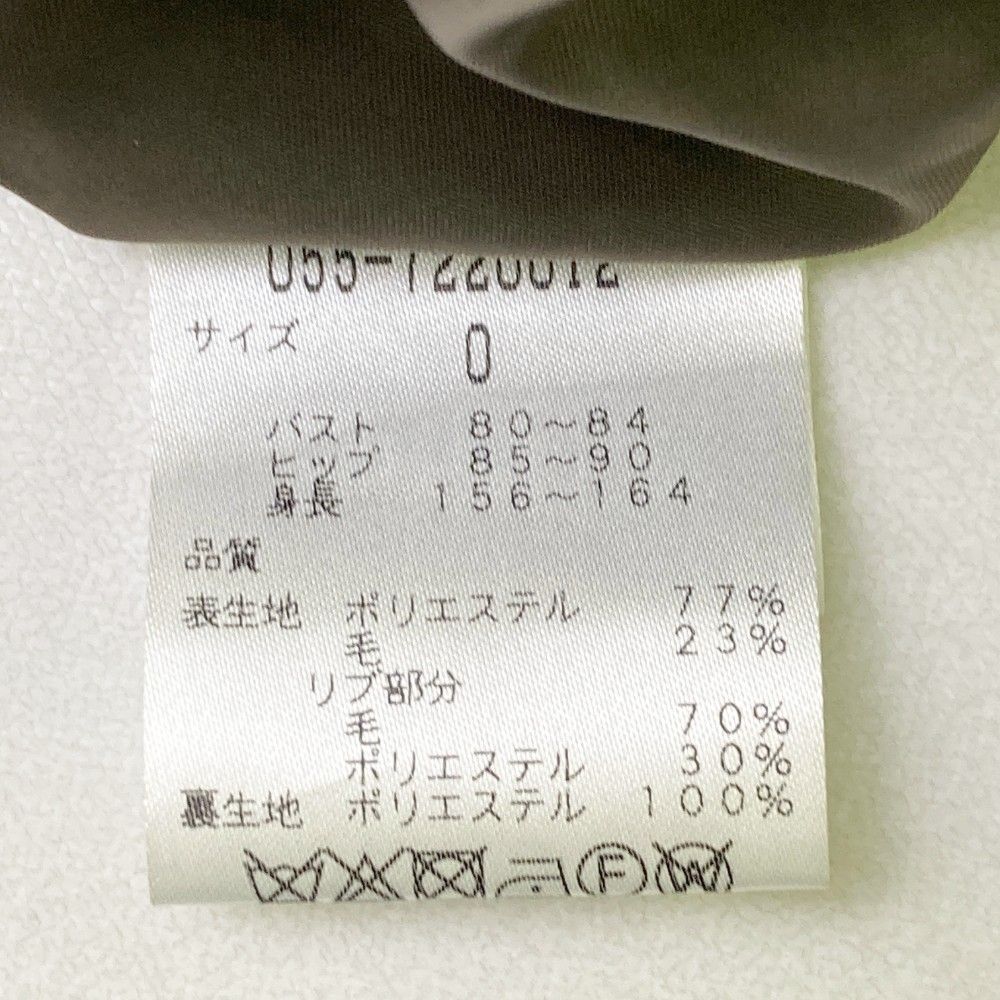 055-7220012
サイズ 0
バスト 80～84
ヒップ 85～90
身長 156～164
品質
表生地 ポリエステル 77%
毛 23%
リブ部分
毛 70%
ポリエステル 30%
裏生地 ポリエステル 100%
F W